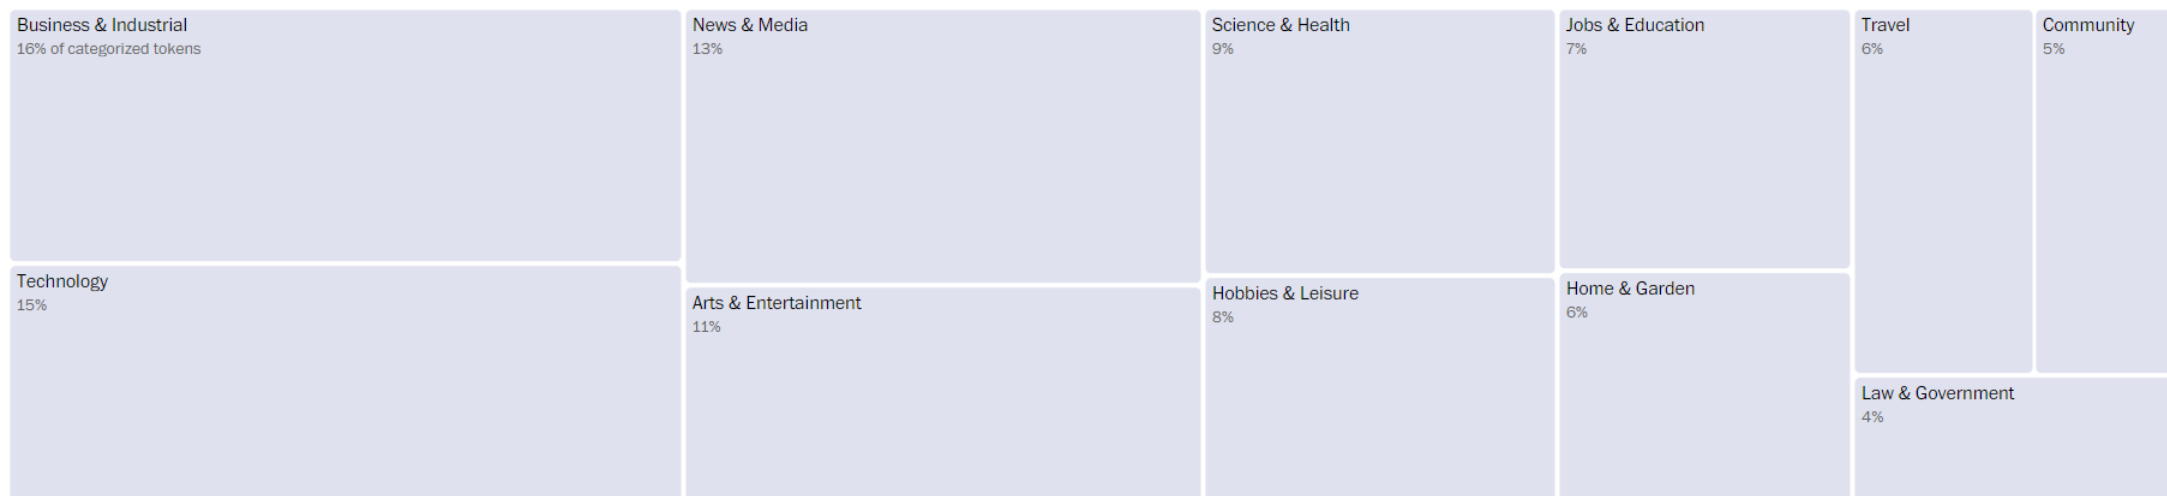 Business & Industrial
16% of categorized tokens
Technology
15%
News & Media
13%
Arts & Entertainment
11%
Science & Health
9%
Hobbies & Leisure
8%
Jobs & Education
7%
Home & Garden
6%
Travel
6%
Community
5%
Law & Government
4%